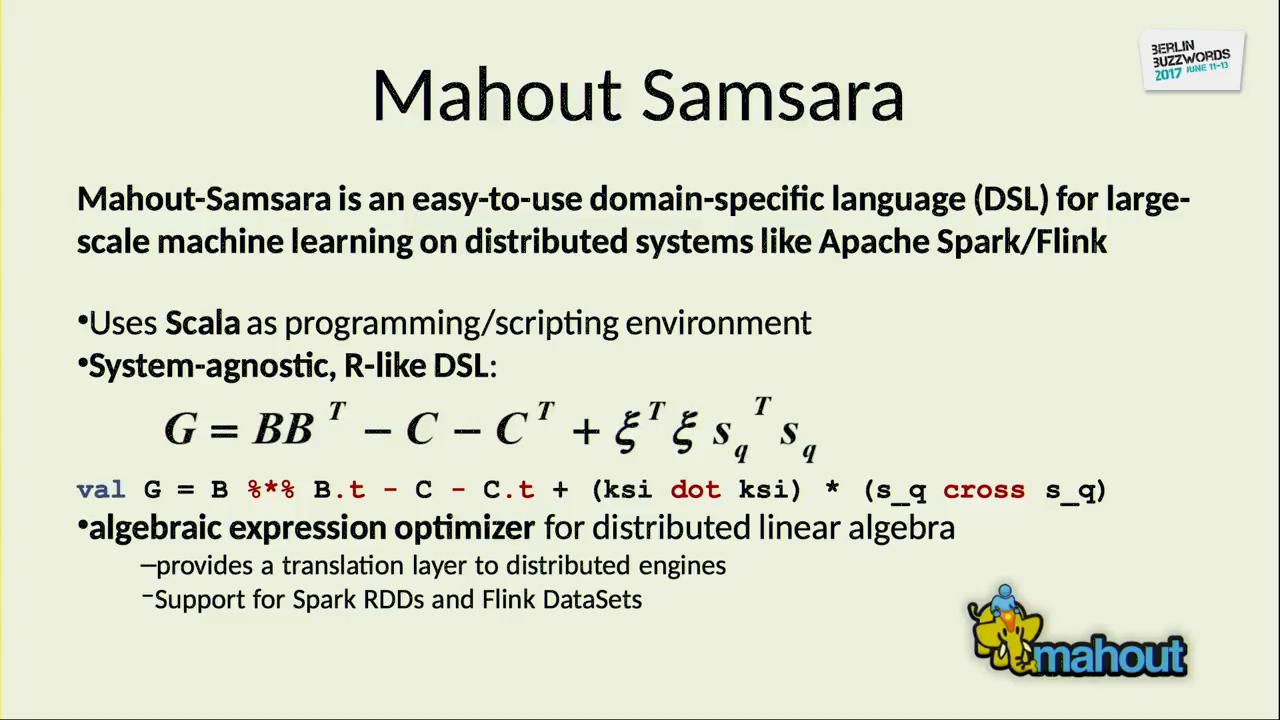 BERLIN
BUZZWORDS
2017 JUNE 11-13
Mahout Samsara
Mahout-Samsara is an easy-to-use domain-specific language (DSL) for large-
scale machine learning on distributed systems like Apache Spark/Flink
•Uses Scala as programming/scripting environment
•System-agnostic, R-like DSL:
G = BB^T − C − C^T + ξ^T ξ s_q^T s_q
val G = B %*% B.t - C - C.t + (ksi dot ksi) * (s_q cross s_q)
•algebraic expression optimizer for distributed linear algebra
–provides a translation layer to distributed engines
–Support for Spark RDDs and Flink DataSets
mahout